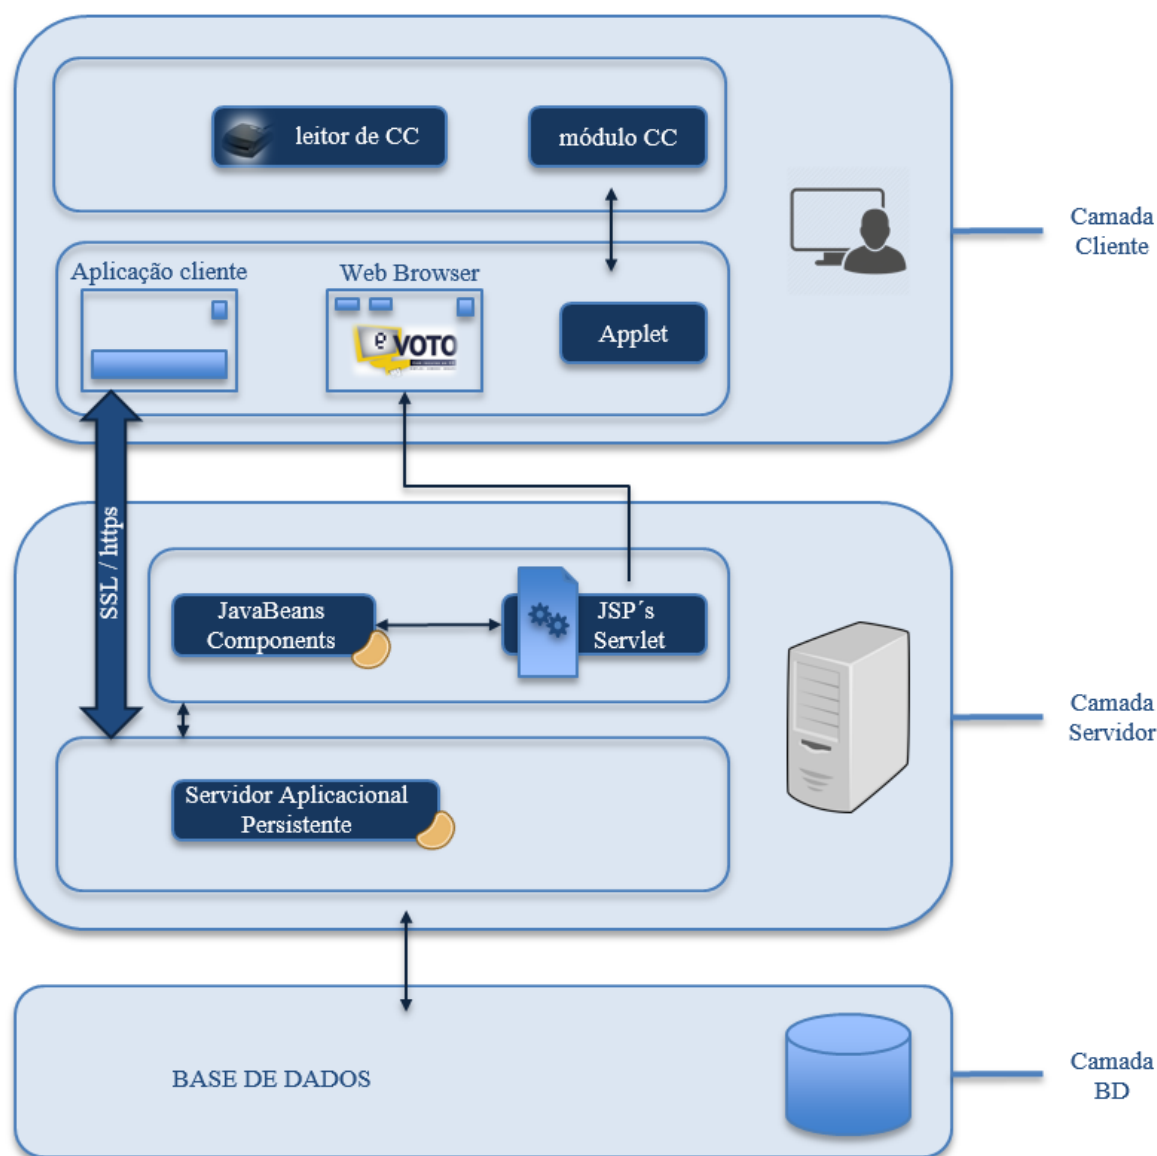 leitor de CC
módulo CC
Camada
Cliente
Aplicação cliente
Web Browser
e
VOTO
Applet
SSL / https
JavaBeans
Components
JSP´s
Servlet
Camada
Servidor
Servidor Aplicacional
Persistente
BASE DE DADOS
Camada
BD